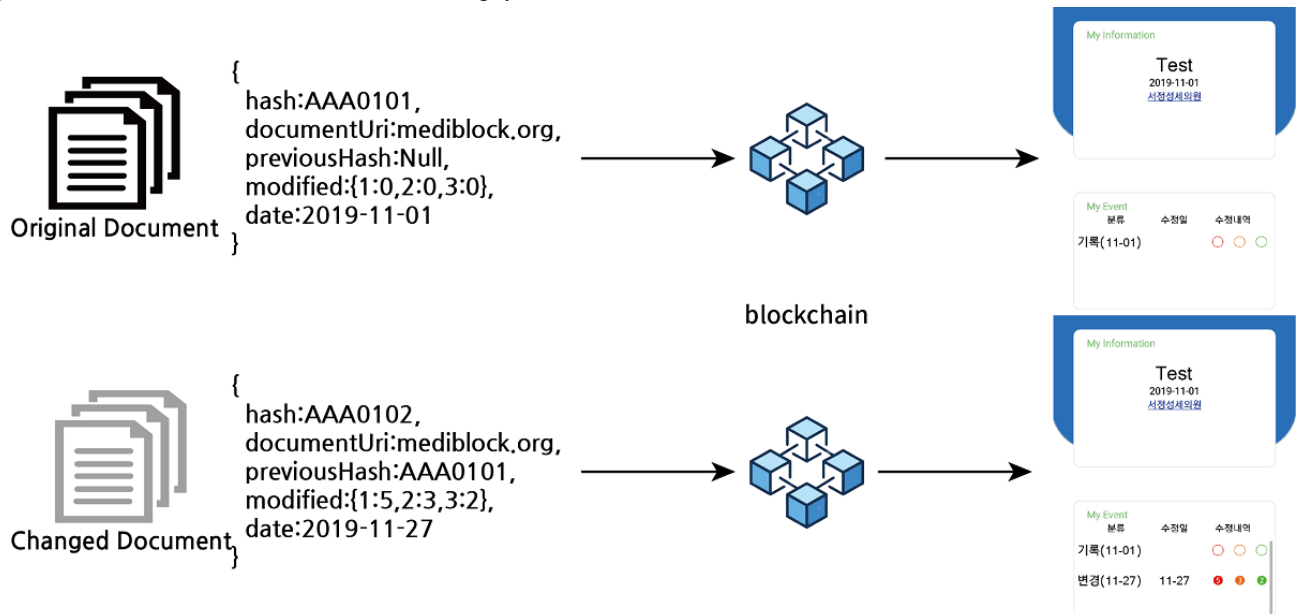 {
hash:AAA0101,
documentUri:mediblock.org,
previousHash:Null,
modified:{1:0,2:0,3:0},
date:2019-11-01
}
Original Document
My Information
Test
2019-11-01
서정성세의원
My Event
분류 수정일 수정내역
기록(11-01)
blockchain
{
hash:AAA0102,
documentUri:mediblock.org,
previousHash:AAA0101,
modified:{1:5,2:3,3:2},
date:2019-11-27
}
Changed Document
My Information
Test
2019-11-01
서정성세의원
My Event
분류 수정일 수정내역
기록(11-01)
변경(11-27) 11-27 5 3 2